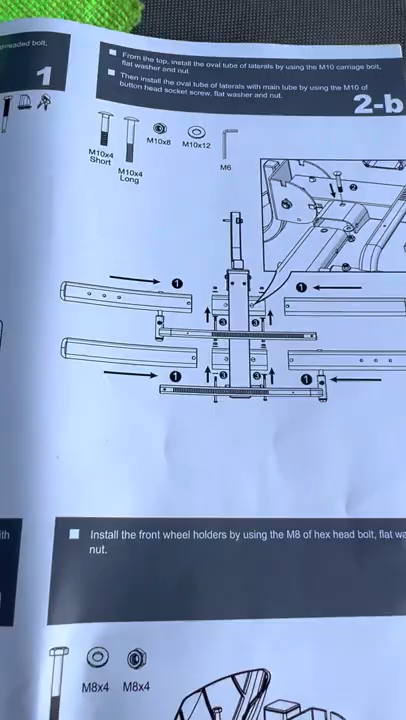 threaded bolt,
1
From the top, install the oval tube of laterals by using the M10 carriage bolt,
flat washer and nut
Then install the oval tube of laterals with main tube by using the M10 of
button head socket screw, flat washer and nut.
2-b
M10x4
Short
M10x4
Long
M10x8
M10x12
M6
2
1
1
3
3
1
3
3
1
ith
Install the front wheel holders by using the M8 of hex head bolt, flat wa
nut.
M8x4
M8x4